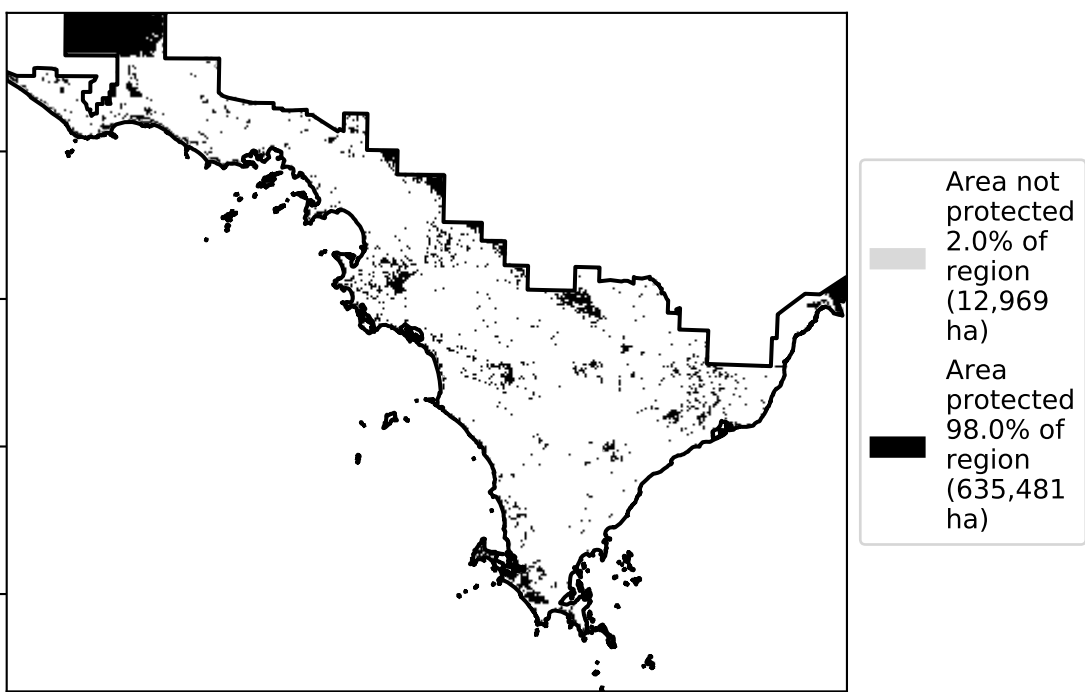 Area not
protected
2.0% of
region
(12,969
ha)
Area
protected
98.0% of
region
(635,481
ha)